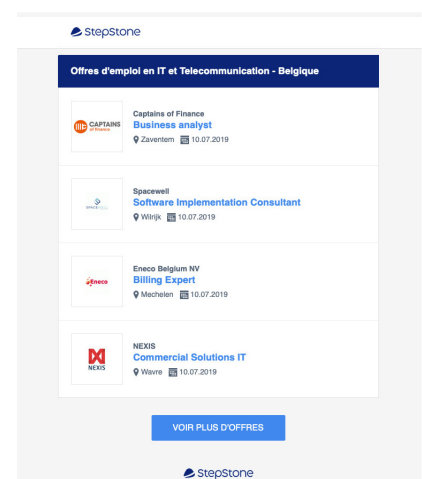 StepStone
Offres d'emploi en IT et Telecommunication - Belgique
CAPTAINS
of finance
Captains of Finance
Business analyst
Zaventem 10.07.2019
SPACEWELL
Spacewell
Software Implementation Consultant
Wilrijk 10.07.2019
Eneco
Eneco Belgium NV
Billing Expert
Mechelen 10.07.2019
NEXIS
NEXIS
Commercial Solutions IT
Wavre 10.07.2019
VOIR PLUS D'OFFRES
StepStone